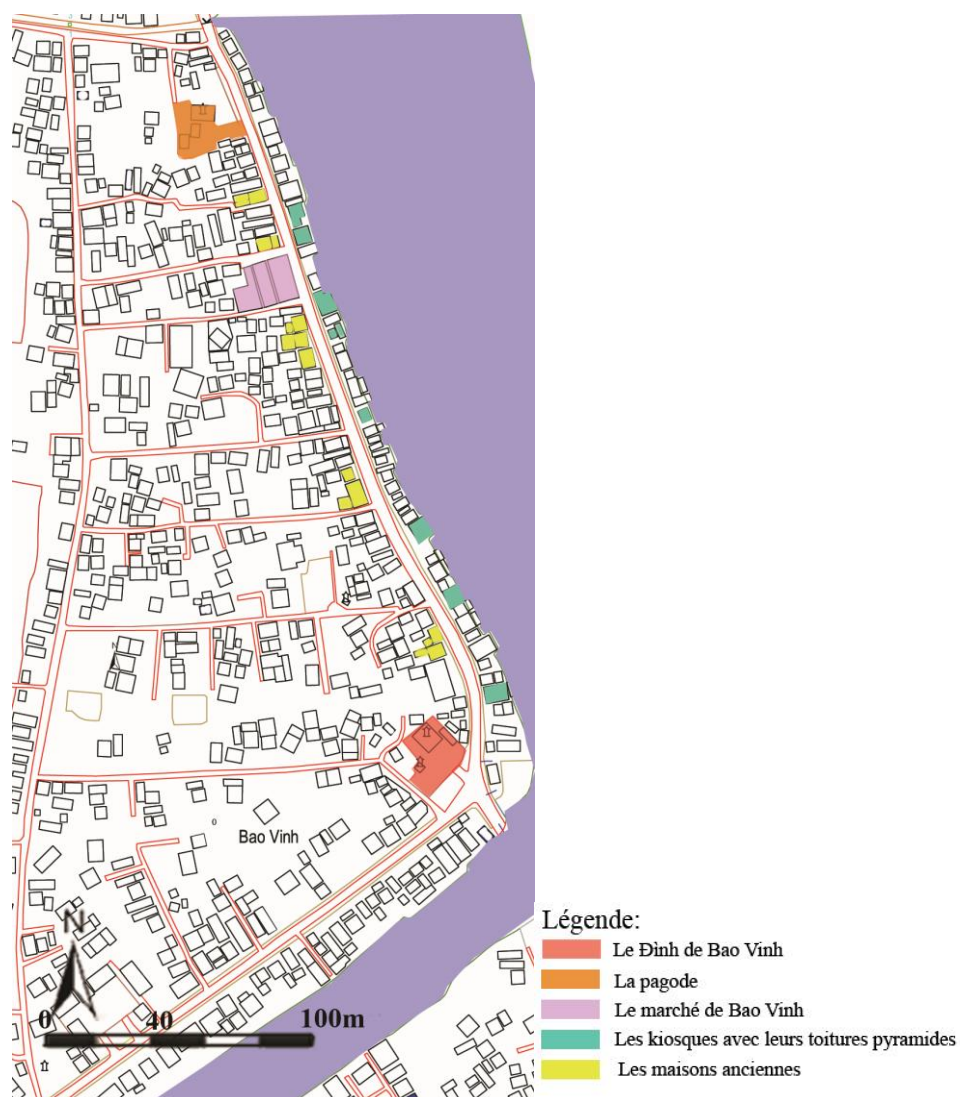 Bao Vinh
N
0 40 100m
Légende:
Le Đình de Bao Vinh
La pagode
Le marché de Bao Vinh
Les kiosques avec leurs toitures pyramides
Les maisons anciennes